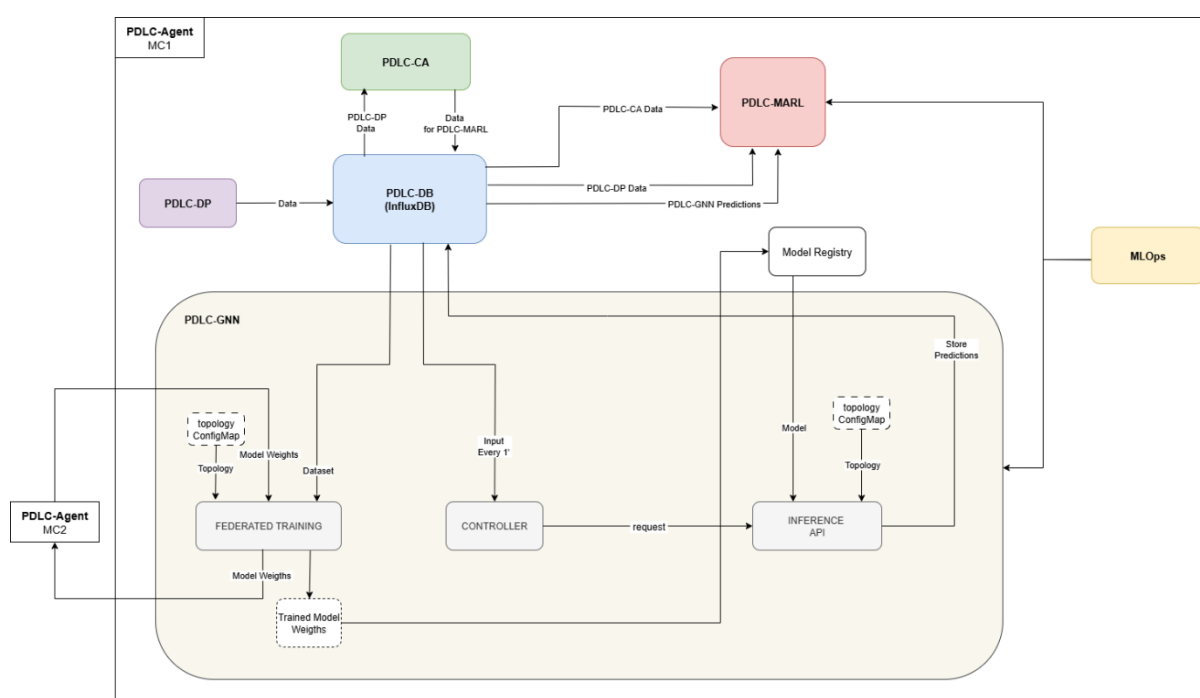 PDLC-Agent
MC1
PDLC-CA
PDLC-MARL
PDLC-DP
Data
Data
for PDLC-MARL
PDLC-CA Data
PDLC-DB
(InfluxDB)
PDLC-DP
Data
PDLC-DP Data
PDLC-GNN Predictions
Model Registry
MLOps
PDLC-GNN
Store
Predictions
topology
ConfigMap
topology
ConfigMap
Model Weights
Topology
Dataset
Input
Every 1'
Model
Topology
PDLC-Agent
MC2
FEDERATED TRAINING
CONTROLLER
request
INFERENCE
API
Model Weigths
Trained Model
Weigths